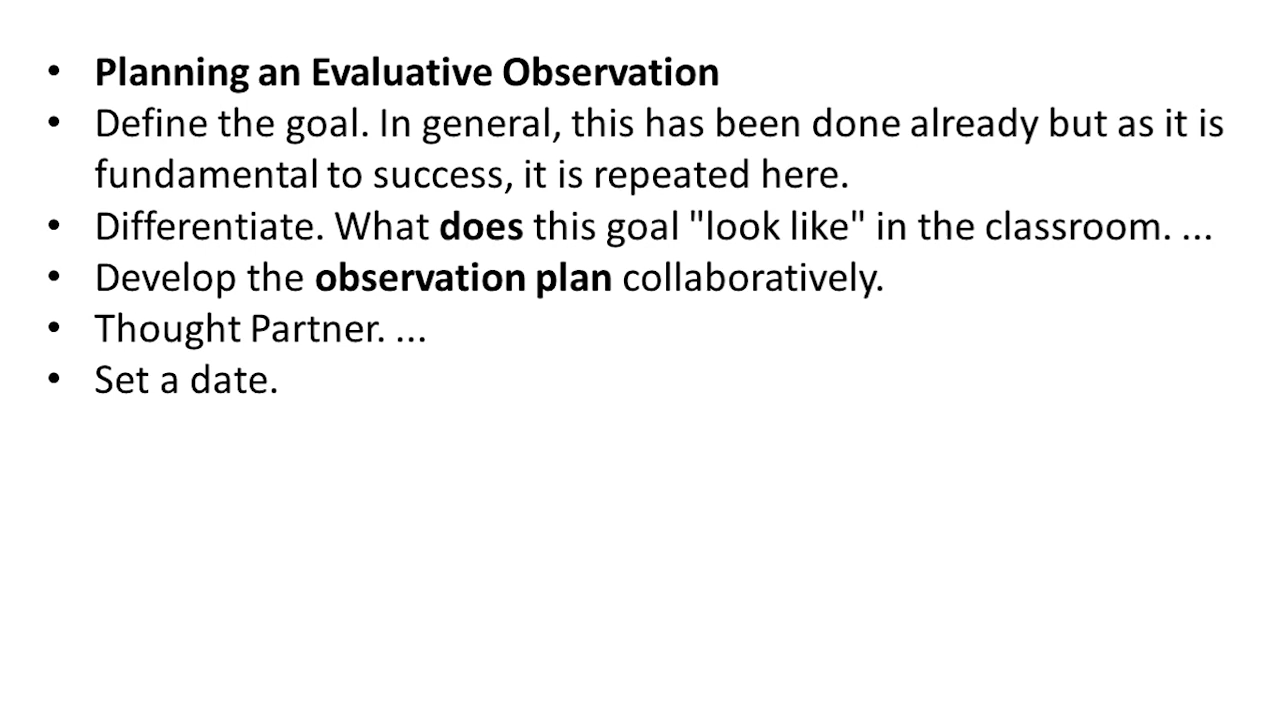 • Planning an Evaluative Observation
• Define the goal. In general, this has been done already but as it is
fundamental to success, it is repeated here.
• Differentiate. What does this goal "look like" in the classroom. ...
• Develop the observation plan collaboratively.
• Thought Partner. ...
• Set a date.